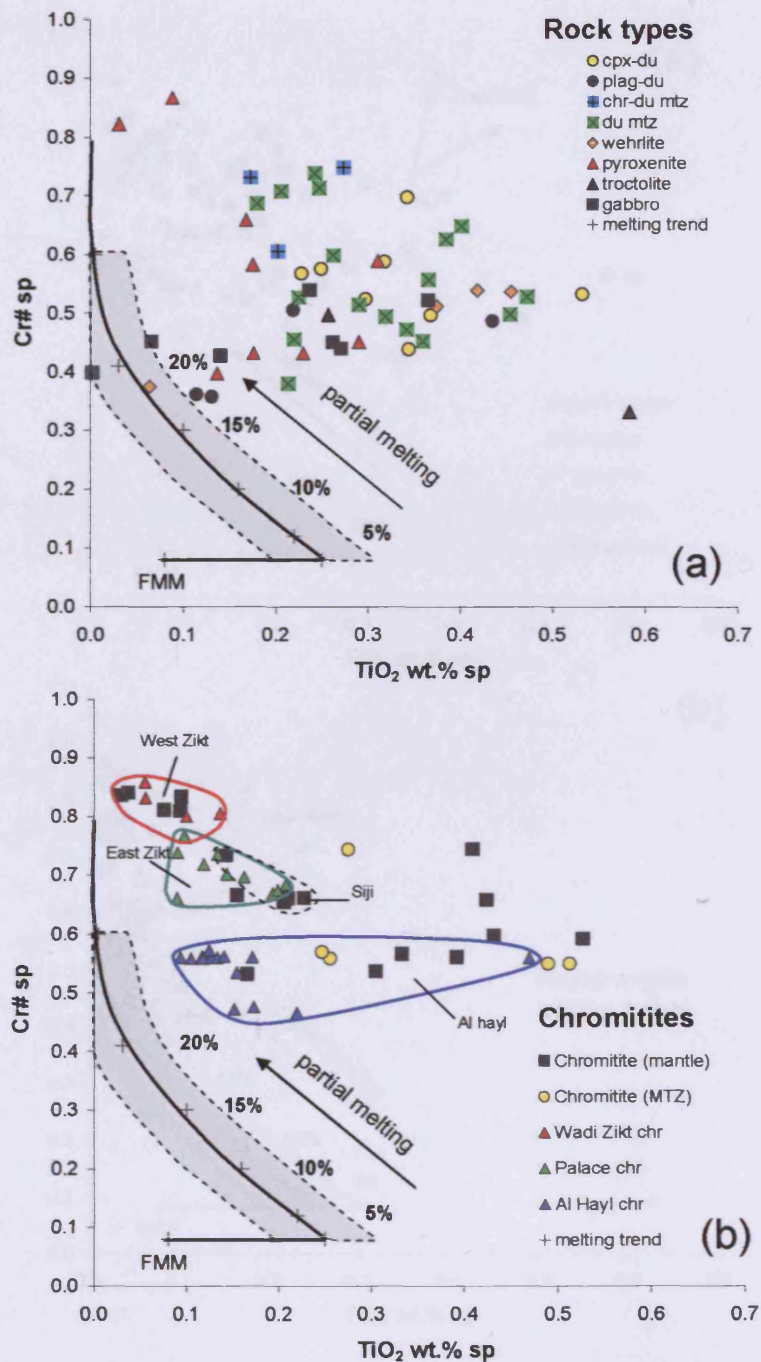 Rock types
cpx-du
plag-du
chr-du mtz
du mtz
wehrlite
pyroxenite
troctolite
gabbro
melting trend
1.0
0.9
0.8
0.7
0.6
0.5
0.4
0.3
0.2
0.1
0.0
Cr# sp
20%
15%
10%
5%
partial melting
FMM
(a)
0.0 0.1 0.2 0.3 0.4 0.5 0.6 0.7
TiO₂ wt.% sp
1.0
0.9
0.8
0.7
0.6
0.5
0.4
0.3
0.2
0.1
0.0
Cr# sp
West Zikt
East Zikt
Siji
Al hayl
20%
15%
10%
5%
partial melting
FMM
Chromitites
Chromitite (mantle)
Chromitite (MTZ)
Wadi Zikt chr
Palace chr
Al Hayl chr
melting trend
(b)
0.0 0.1 0.2 0.3 0.4 0.5 0.6 0.7
TiO₂ wt.% sp